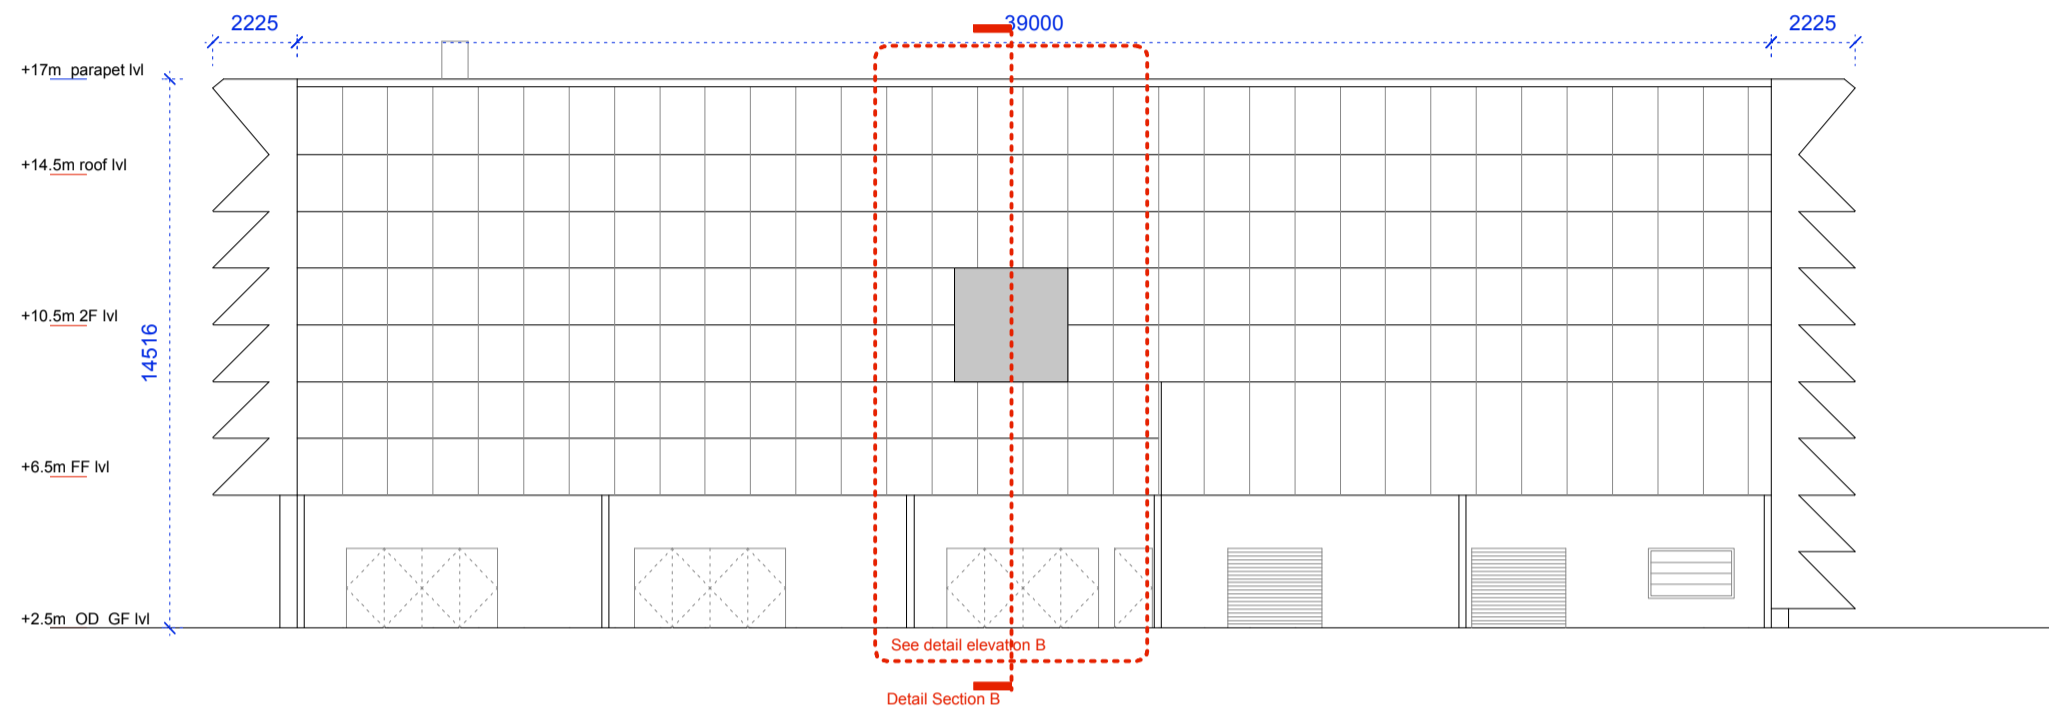 2225
39000
2225
+17m parapet lvl
+14.5m roof lvl
+10.5m 2F lvl
14516
+6.5m FF lvl
+2.5m OD GF lvl
See detail elevation B
Detail Section B